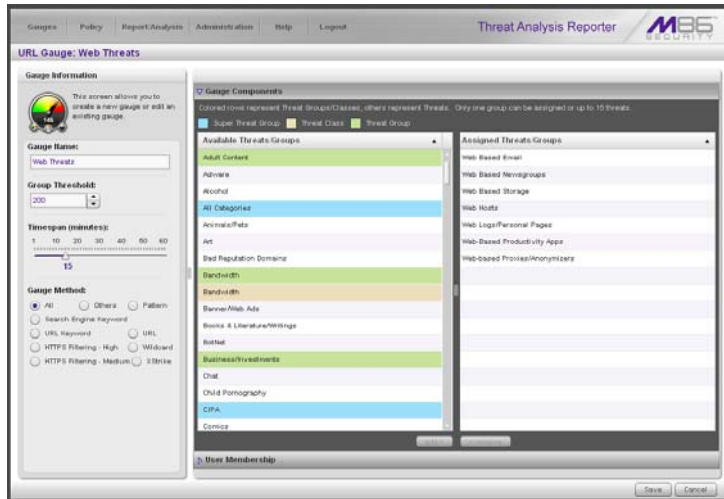 Gauges Policy Report/Analysis Administration Help Logout
Threat Analysis Reporter
M86 SECURITY
URL Gauge: Web Threats
Gauge Information
This screen allows you to create a new gauge or edit an existing gauge.
Gauge Name:
Web Threats
Group Threshold:
200
Timespan (minutes):
1 10 20 30 40 50 60
15
Gauge Method:
All Others Pattern
Search Engine Keyword
URL Keyword URL
HTTPS Filtering - High Wildcard
HTTPS Filtering - Medium XStrike
Gauge Components
Colored rows represent Threat Groups/Classes, others represent Threats. Only one group can be assigned or up to 15 threats.
Super Threat Group Threat Class Threat Group
Available Threats/Groups
Adult Content
Adware
Alcohol
All Categories
Animals/Pets
Art
Bad Reputation Domains
Bandwidth
Bandwidth
Banner/Web Ads
Books & Literature/Writings
BotNet
Business/Investments
Chat
Child Pornography
CIPA
Comics
Assigned Threats/Groups
Web Based Email
Web Based Newsgroups
Web Based Storage
Web Hosts
Web Logs/Personal Pages
Web-Based Productivity Apps
Web-based Proxies/Anonymizers
User Membership
Save Cancel